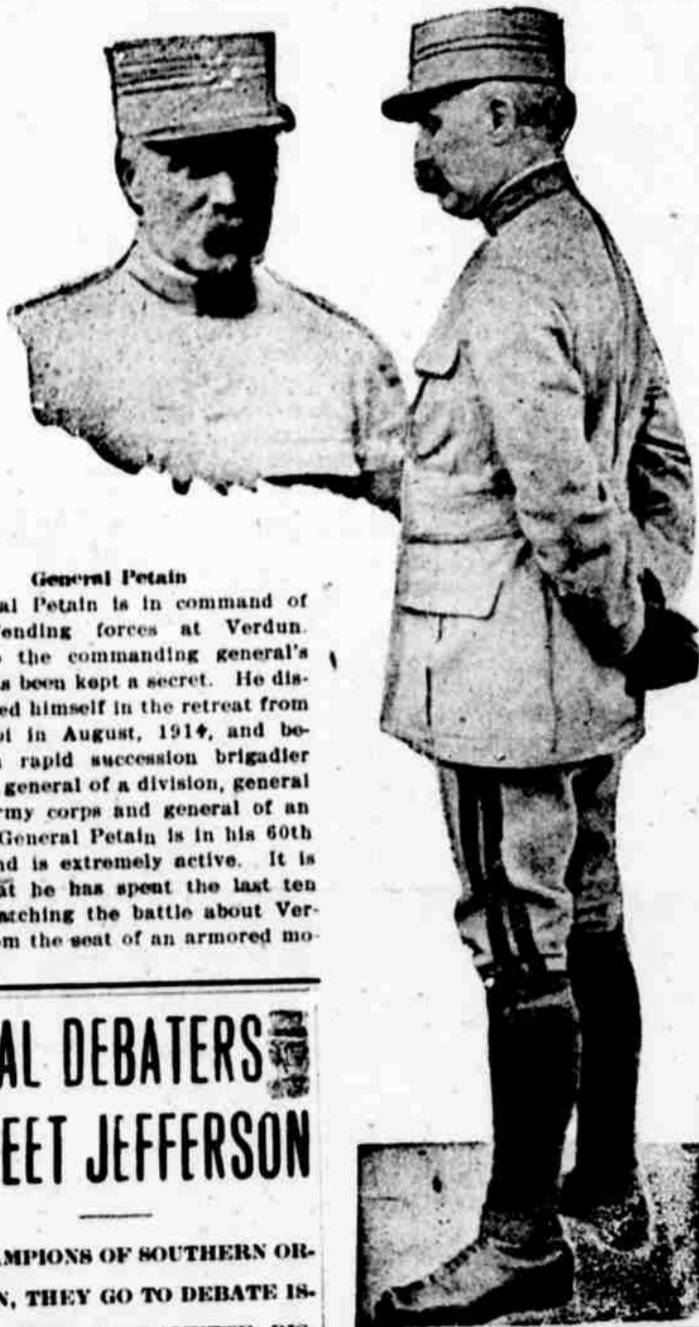 General Petain
al Petain is in command of
ending forces at Verdun.
the commanding general's
s been kept a secret. He dis-
ed himself in the retreat from
oi in August, 1914, and be-
rapid succession brigadier
general of a division, general
rmy corps and general of an
General Petain is in his 60th
nd is extremely active. It is
at he has spent the last ten
atching the battle about Ver-
om the seat of an armored mo-
AL DEBATERS
EET JEFFERSON
MPIONS OF SOUTHERN OR-
N, THEY GO TO DEBATE IS-